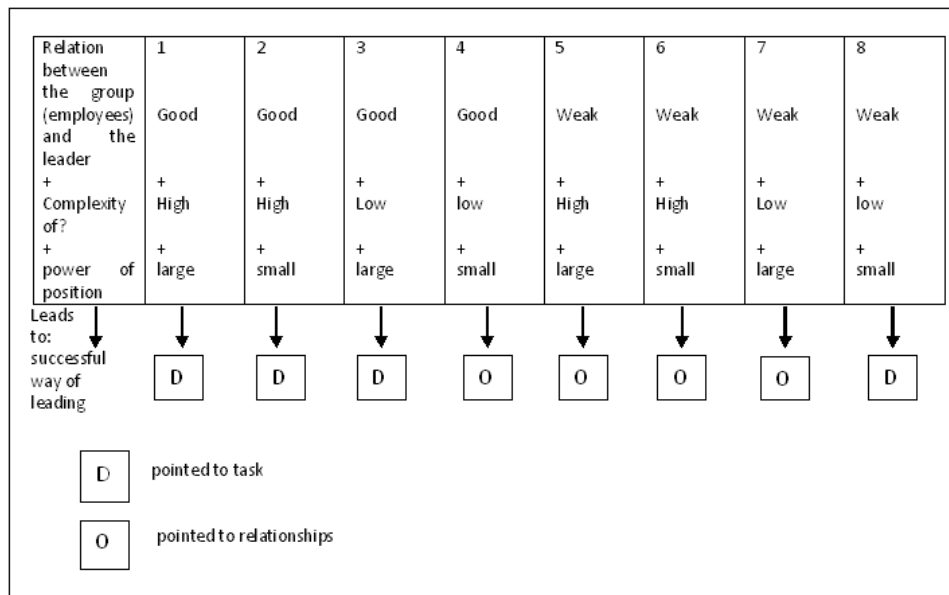 Relation 1 2 3 4 5 6 7 8
between
the group
(employees) Good Good Good Good Weak Weak Weak Weak
and the
leader
+ + + + + + + + +
Complexity High High Low low High High Low low
of?
+ + + + + + + + +
power of large small large small large small large small
position
Leads
to:
successful
way of D D D O O O O D
leading
D pointed to task
O pointed to relationships